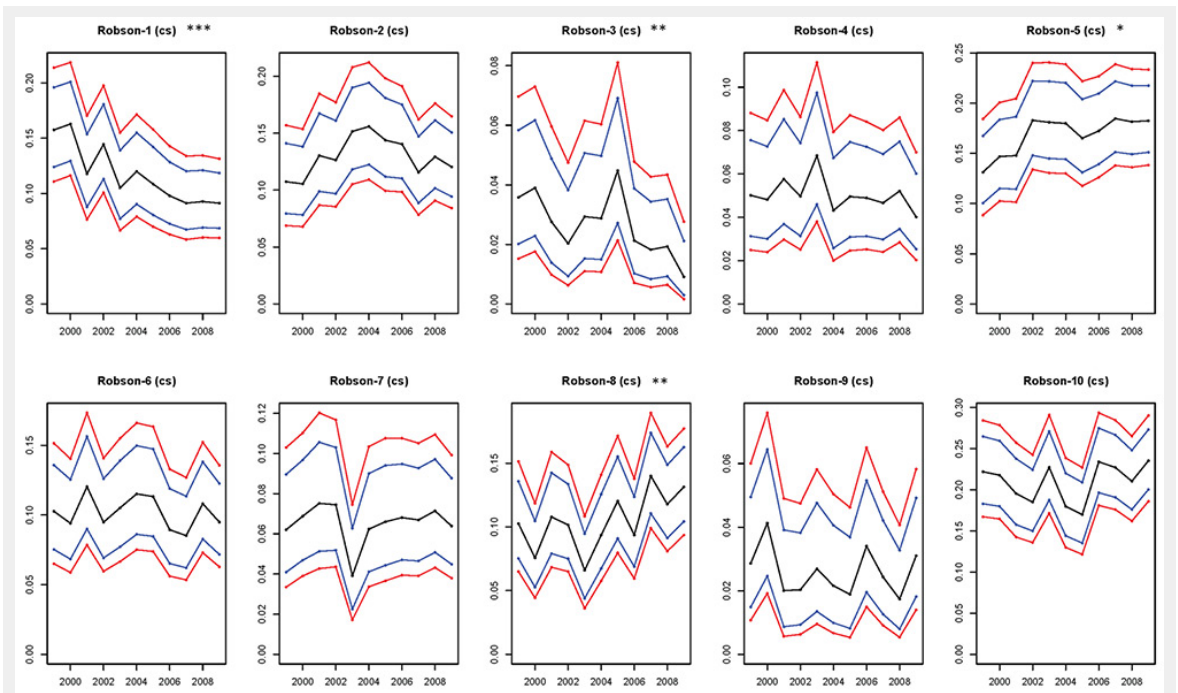 Robson-1 (cs) ***
Robson-2 (cs)
Robson-3 (cs) **
Robson-4 (cs)
Robson-5 (cs) *
0.00 0.05 0.10 0.15 0.20
0.00 0.05 0.10 0.15 0.20
0.00 0.02 0.04 0.06 0.08
0.00 0.02 0.04 0.06 0.08 0.10
0.00 0.05 0.10 0.15 0.20 0.25
2000 2002 2004 2006 2008
2000 2002 2004 2006 2008
2000 2002 2004 2006 2008
2000 2002 2004 2006 2008
2000 2002 2004 2006 2008
Robson-6 (cs)
Robson-7 (cs)
Robson-8 (cs) **
Robson-9 (cs)
Robson-10 (cs)
0.00 0.05 0.10 0.15
0.00 0.02 0.04 0.06 0.08 0.10 0.12
0.00 0.05 0.10 0.15
0.00 0.02 0.04 0.06
0.00 0.05 0.10 0.15 0.20 0.25 0.30
2000 2002 2004 2006 2008
2000 2002 2004 2006 2008
2000 2002 2004 2006 2008
2000 2002 2004 2006 2008
2000 2002 2004 2006 2008